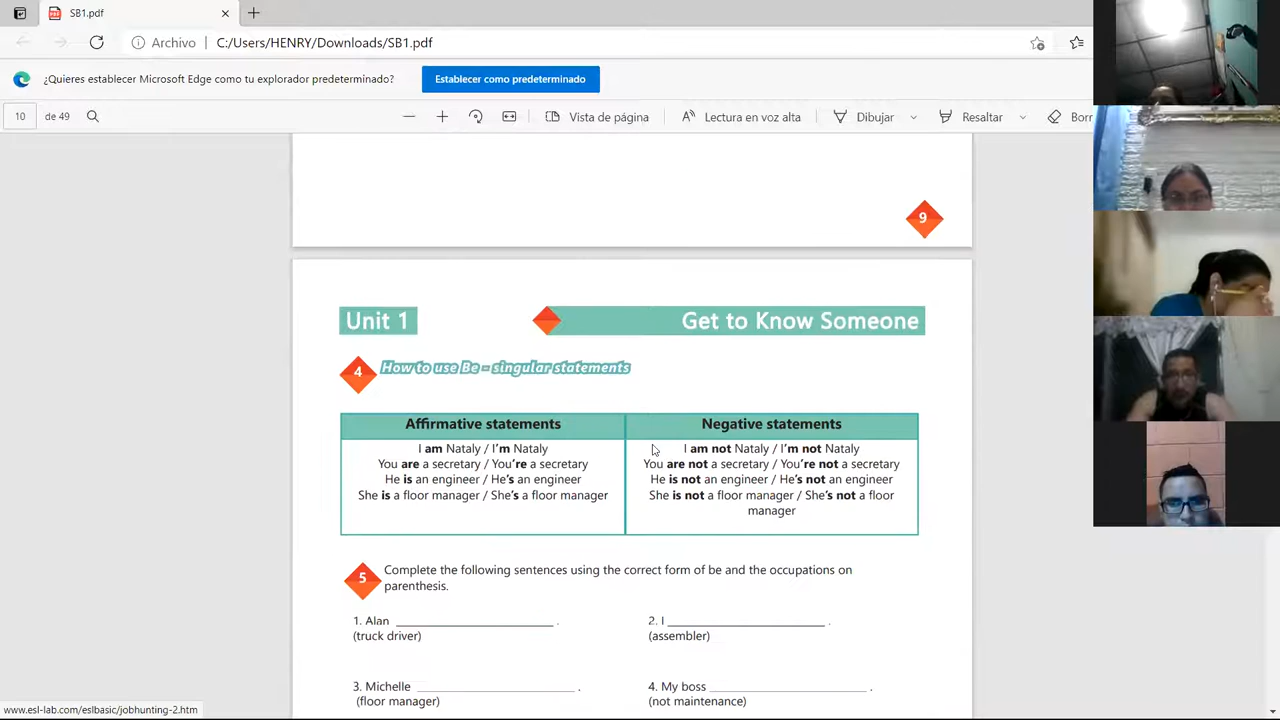 SB1.pdf
Archivo C:/Users/HENRY/Downloads/SB1.pdf
¿Quieres establecer Microsoft Edge como tu explorador predeterminado? Establecer como predeterminado
10 de 49 Vista de página Lectura en voz alta Dibujar Resaltar Borr
9
Unit 1 Get to Know Someone
4 How to use Be - singular statements
Affirmative statements Negative statements
I am Nataly / I'm Nataly I am not Nataly / I'm not Nataly
You are a secretary / You're a secretary You are not a secretary / You're not a secretary
He is an engineer / He's an engineer He is not an engineer / He's not an engineer
She is a floor manager / She's a floor manager She is not a floor manager / She's not a floor
manager
5 Complete the following sentences using the correct form of be and the occupations on
parenthesis.
1. Alan ______________________ . 2. I ______________________ .
(truck driver) (assembler)
3. Michelle ______________________ . 4. My boss ______________________ .
(floor manager) (not maintenance)
www.esl-lab.com/eslbasic/jobhunting-2.htm